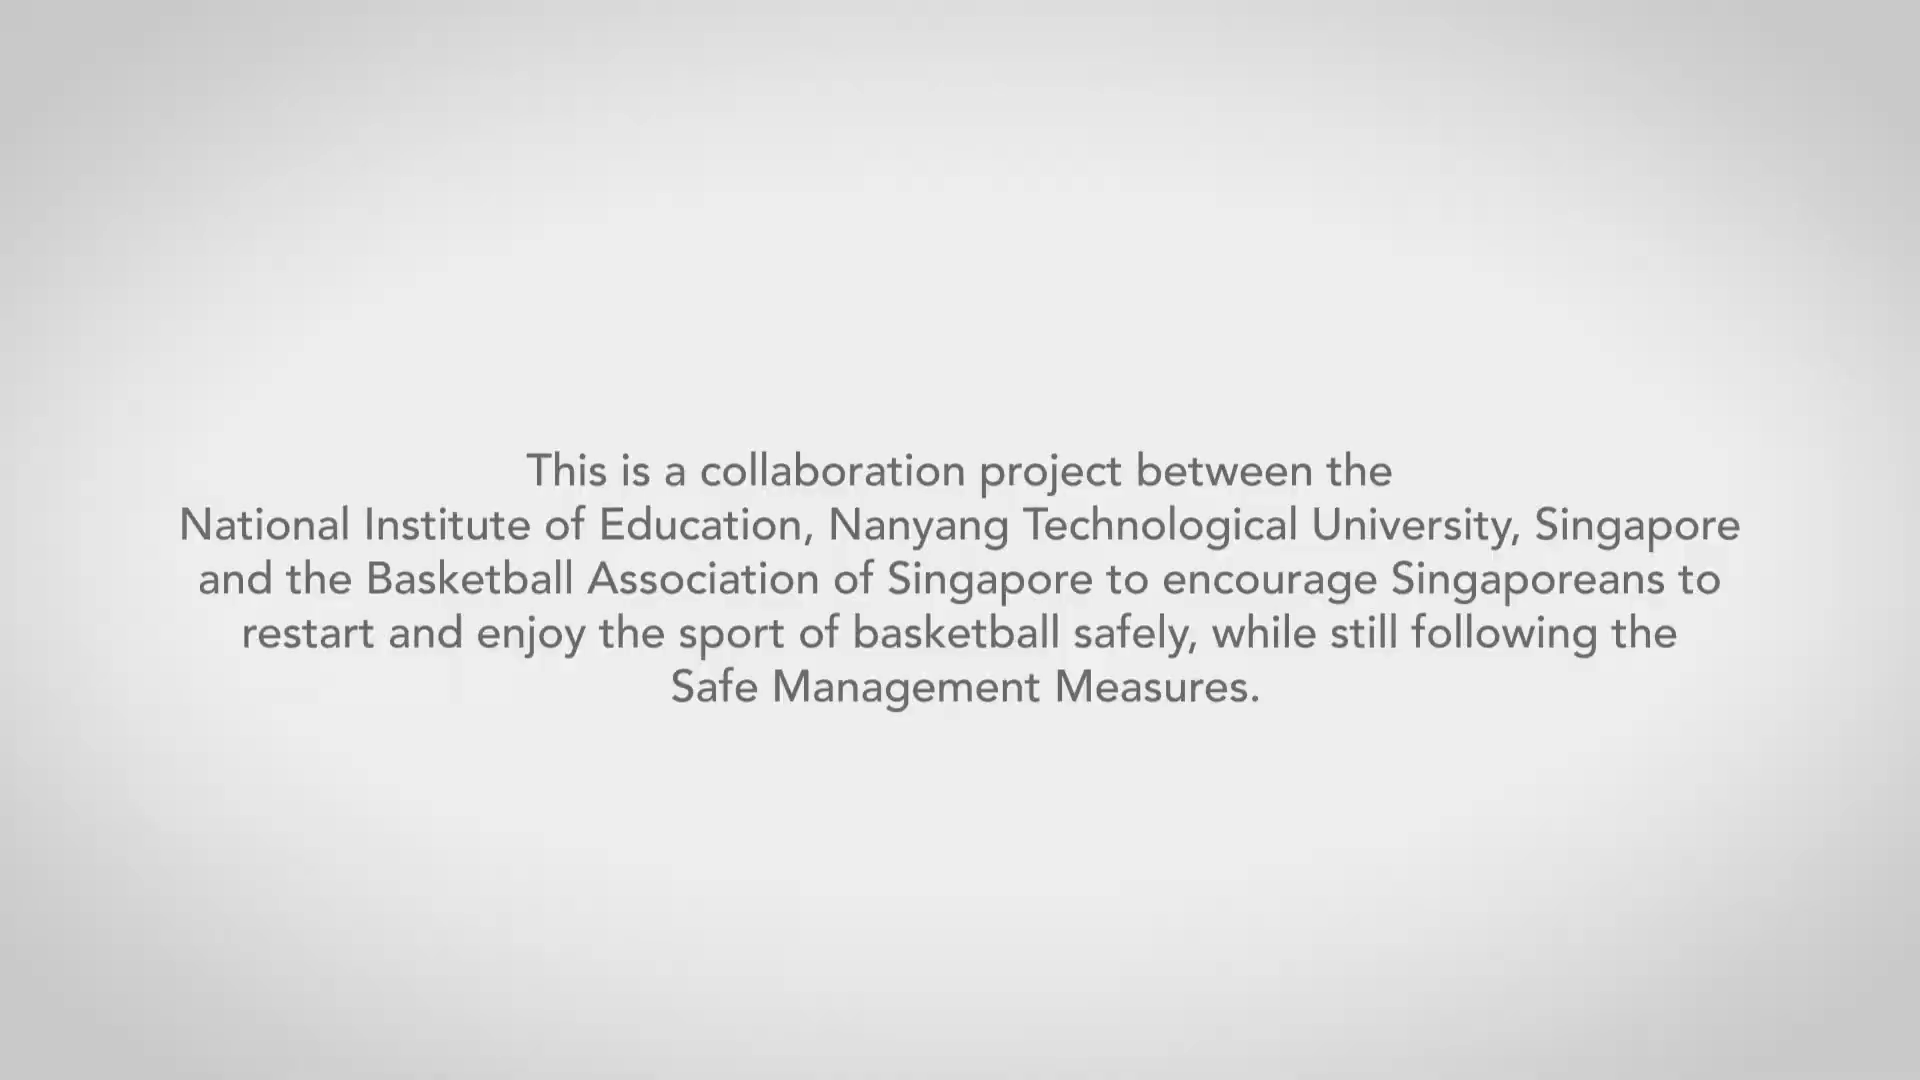 This is a collaboration project between the
National Institute of Education, Nanyang Technological University, Singapore
and the Basketball Association of Singapore to encourage Singaporeans to
restart and enjoy the sport of basketball safely, while still following the
Safe Management Measures.